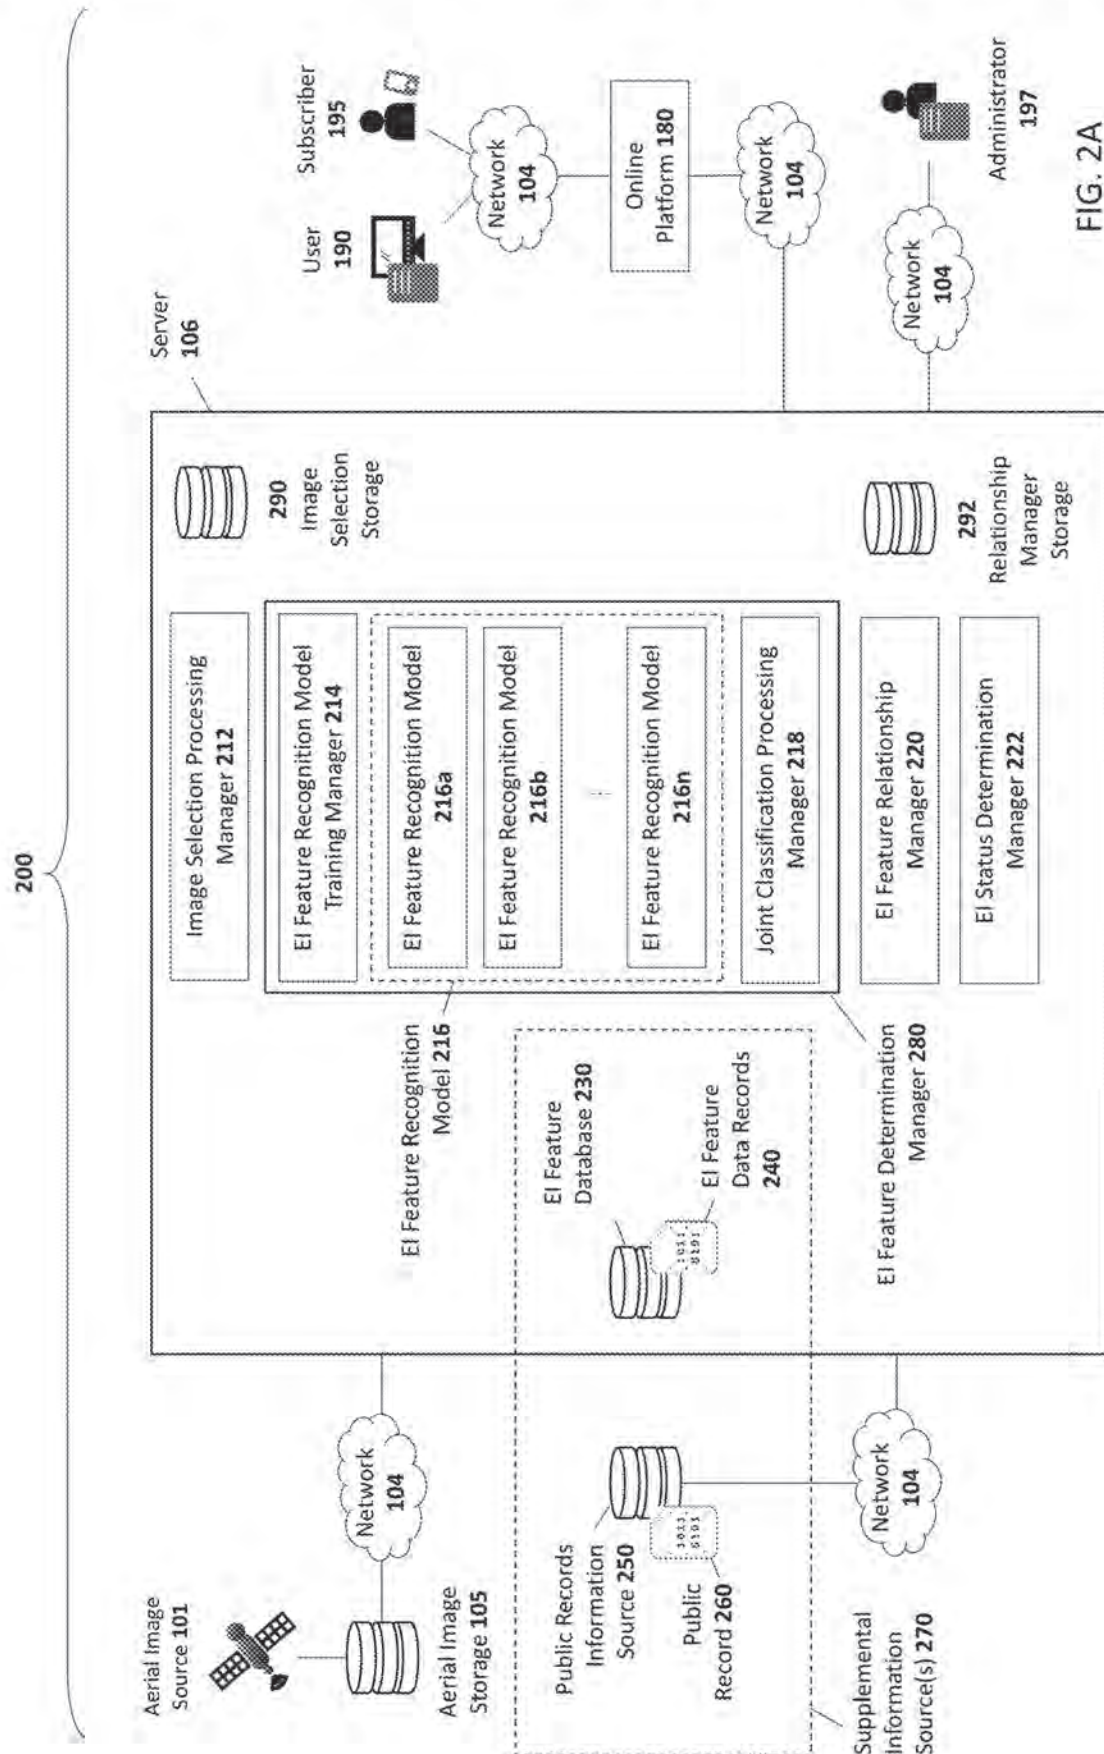 200
Aerial Image
Source 101
Aerial Image
Storage 105
Network
104
Public Records
Information
Source 250
Public
Record 260
1011
0101
Supplemental
Information
Source(s) 270
Network
104
Server
106
EI Feature Recognition
Model 216
EI Feature
Database 230
1011
0101
EI Feature
Data Records
240
EI Feature Determination
Manager 280
Image Selection Processing
Manager 212
EI Feature Recognition Model
Training Manager 214
EI Feature Recognition Model
216a
EI Feature Recognition Model
216b
EI Feature Recognition Model
216n
Joint Classification Processing
Manager 218
EI Feature Relationship
Manager 220
EI Status Determination
Manager 222
290
Image
Selection
Storage
292
Relationship
Manager
Storage
User
190
Subscriber
195
Network
104
Online
Platform 180
Network
104
Network
104
Administrator
197
FIG. 2A